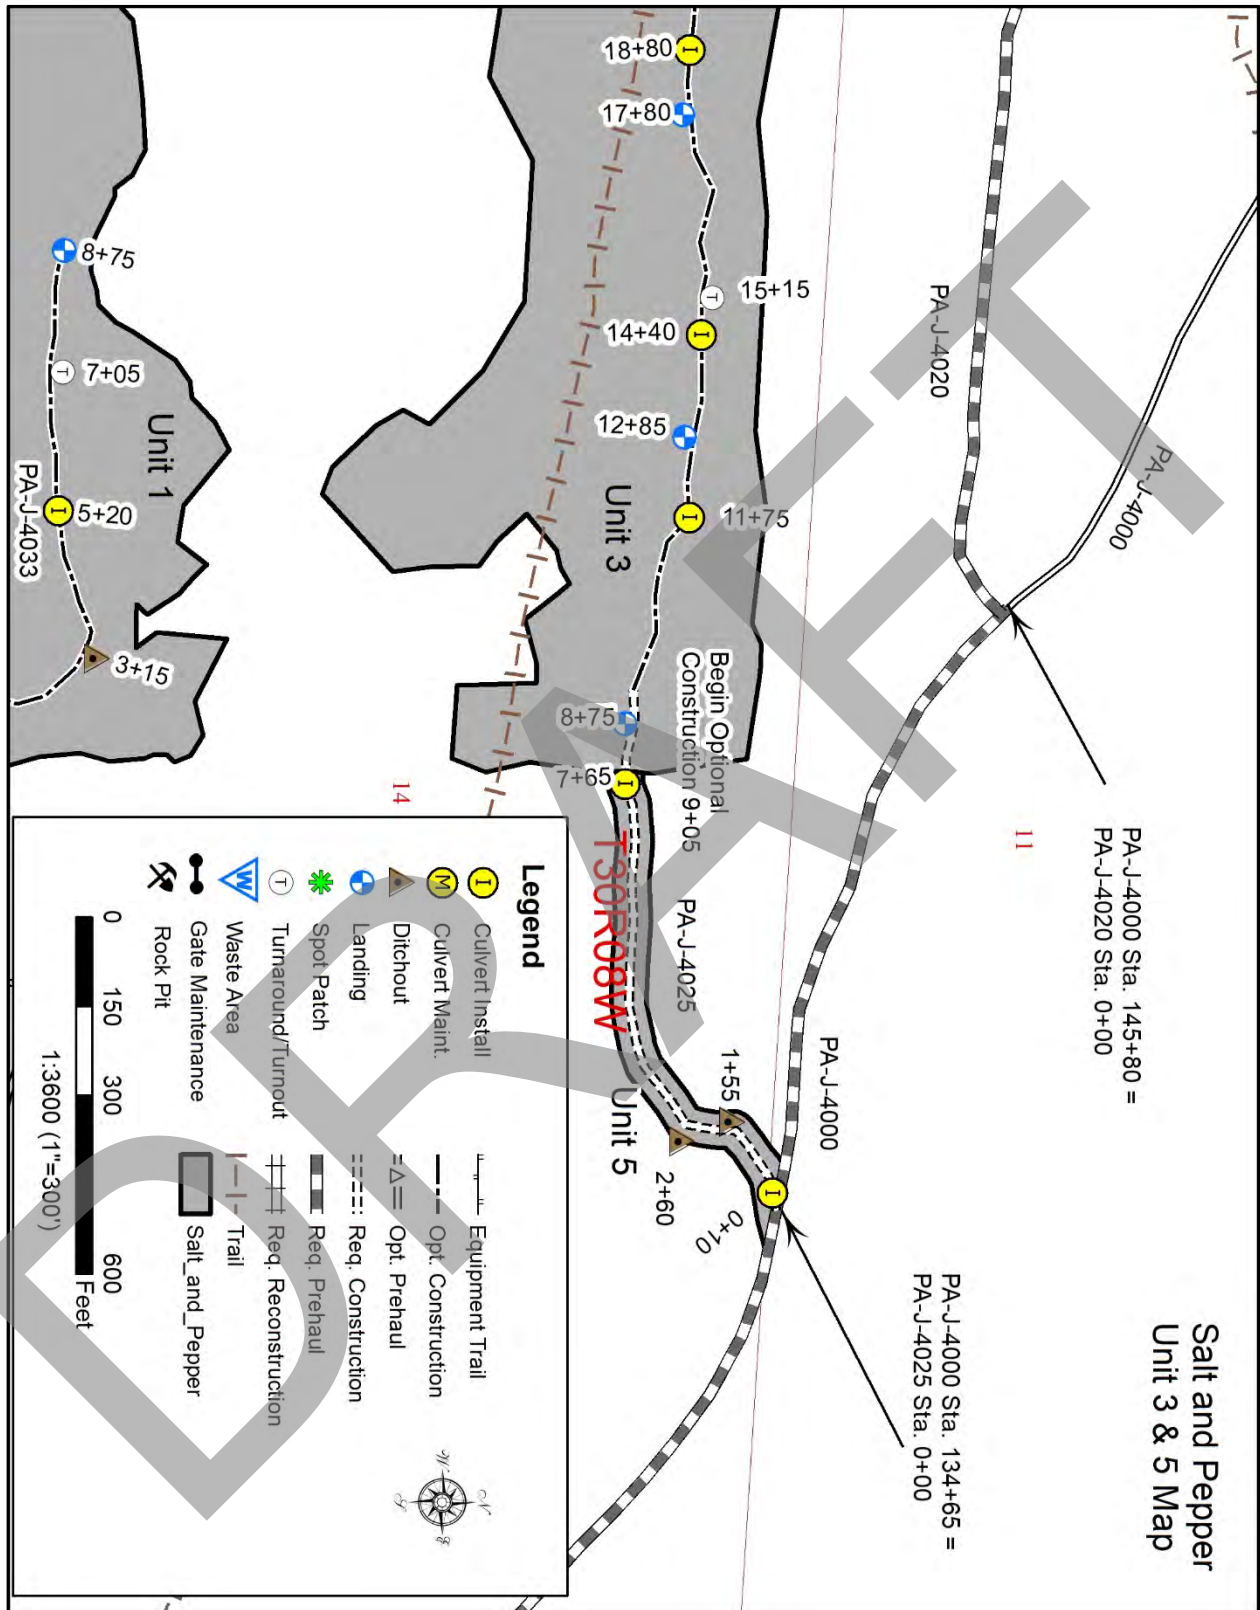 Salt and Pepper
Unit 3 & 5 Map
PA-J-4000 Sta. 145+80 =
PA-J-4020 Sta. 0+00
PA-J-4000 Sta. 134+65 =
PA-J-4025 Sta. 0+00
11
14
PA-J-4000
PA-J-4020
PA-J-4000
PA-J-4025
T30R08W
Begin Optional
Construction 9+05
Unit 3
Unit 5
Unit 1
PA-J-4033
18+80
17+80
15+15
14+40
12+85
11+75
8+75
7+65
2+60
1+55
0+10
8+75
7+05
5+20
3+15
Legend
I Culvert Install
M Culvert Maint.
Ditchout
Landing
Spot Patch
T Turnaround/Turnout
W Waste Area
Gate Maintenance
Rock Pit
Equipment Trail
Opt. Construction
Opt. Prehaul
Req. Construction
Req. Prehaul
Req. Reconstruction
Trail
Salt_and_Pepper
0 150 300 600
Feet
1:3600 (1"=300')
N
W
E
S
DRAFT